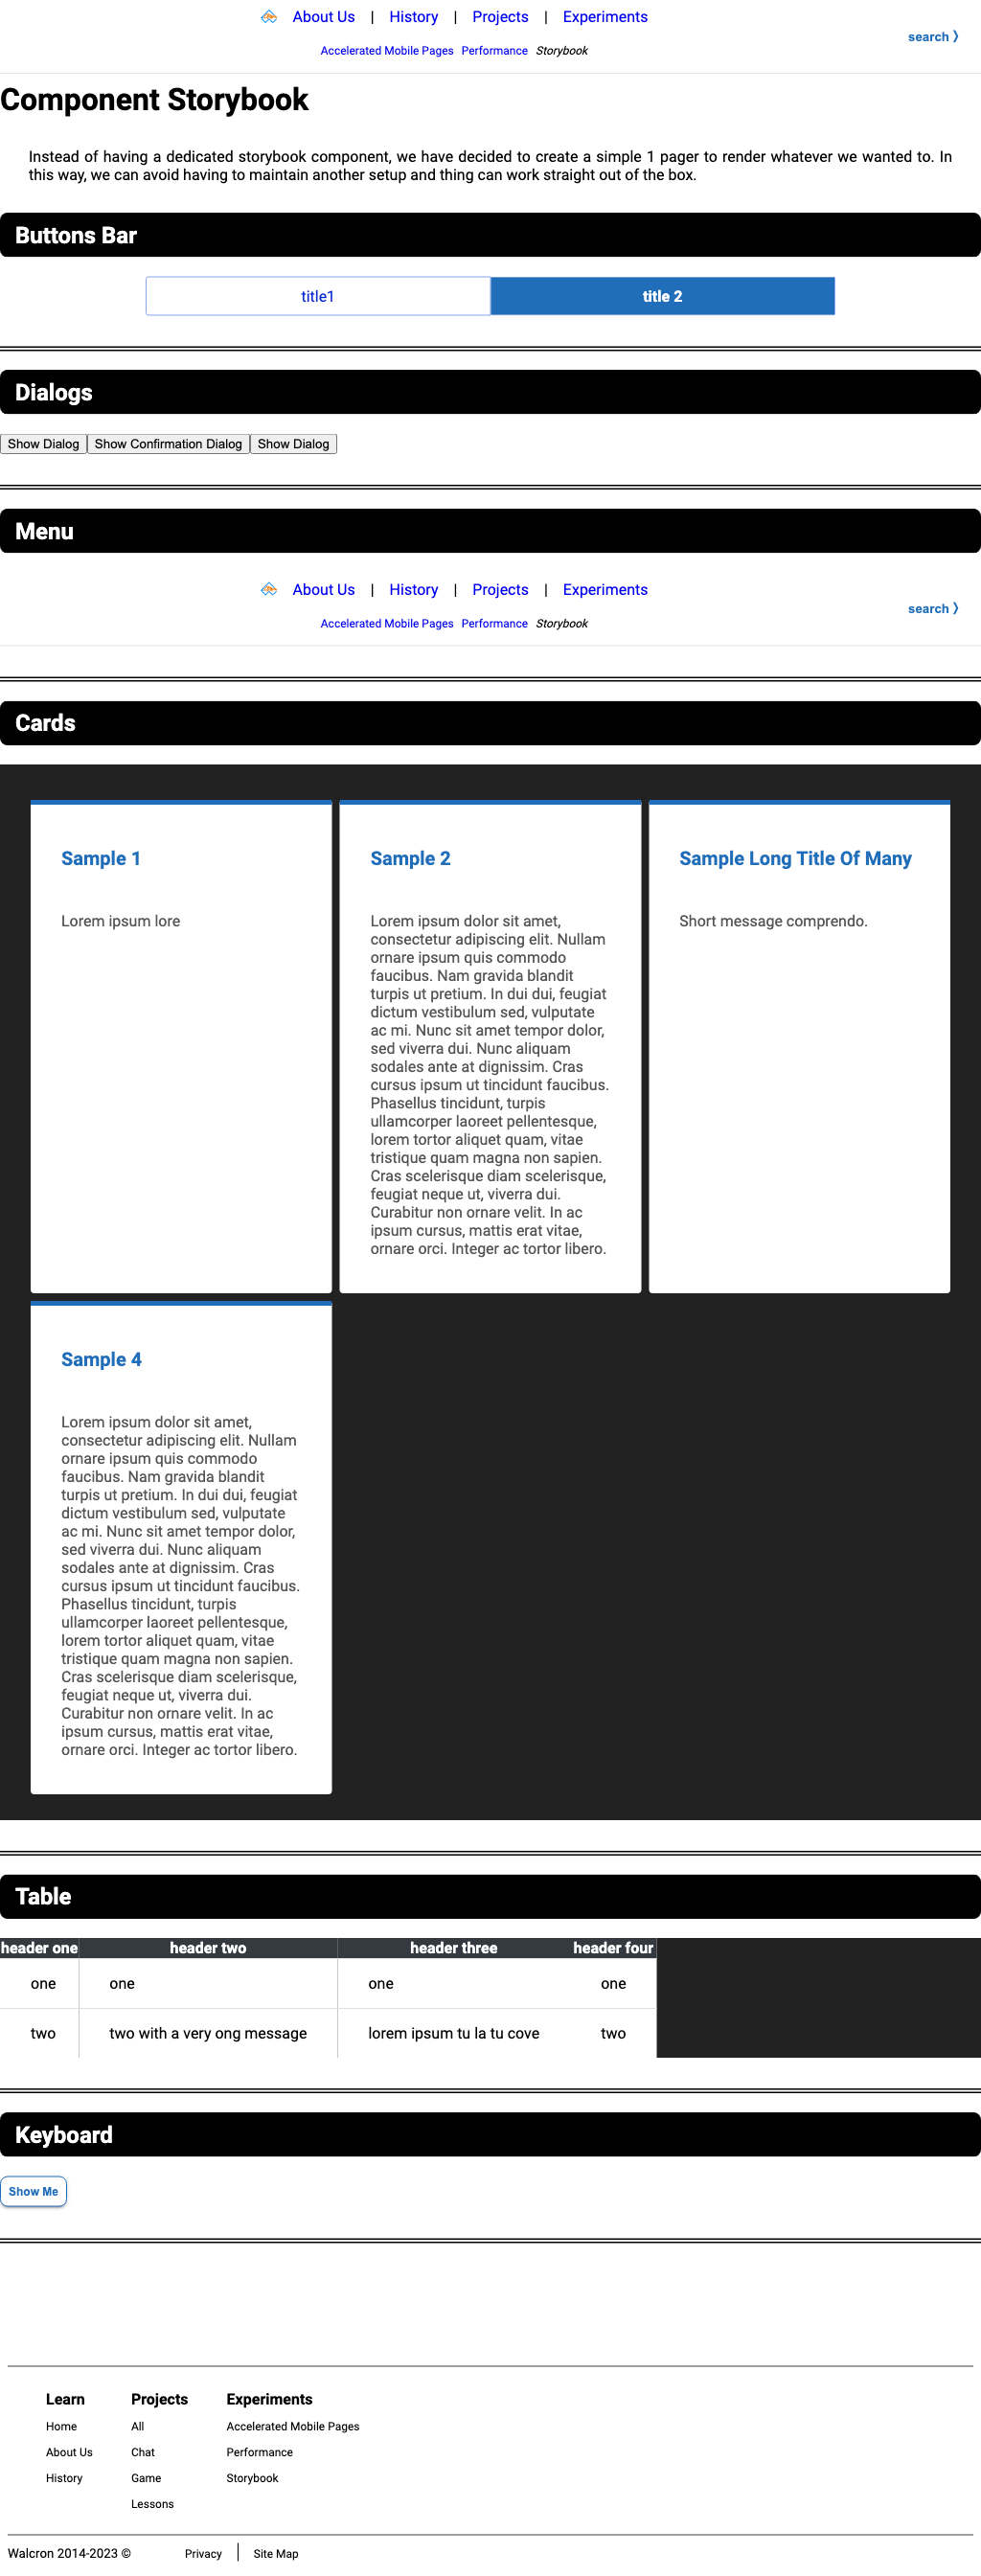 About Us | History | Projects | Experiments
search 〉
Accelerated Mobile Pages Performance Storybook
Component Storybook
Instead of having a dedicated storybook component, we have decided to create a simple 1 pager to render whatever we wanted to. In
this way, we can avoid having to maintain another setup and thing can work straight out of the box.
Buttons Bar
title1 title 2
Dialogs
Show Dialog Show Confirmation Dialog Show Dialog
Menu
About Us | History | Projects | Experiments
search 〉
Accelerated Mobile Pages Performance Storybook
Cards
Sample 1
Lorem ipsum lore
Sample 2
Lorem ipsum dolor sit amet,
consectetur adipiscing elit. Nullam
ornare ipsum quis commodo
faucibus. Nam gravida blandit
turpis ut pretium. In dui dui, feugiat
dictum vestibulum sed, vulputate
ac mi. Nunc sit amet tempor dolor,
sed viverra dui. Nunc aliquam
sodales ante at dignissim. Cras
cursus ipsum ut tincidunt faucibus.
Phasellus tincidunt, turpis
ullamcorper laoreet pellentesque,
lorem tortor aliquet quam, vitae
tristique quam magna non sapien.
Cras scelerisque diam scelerisque,
feugiat neque ut, viverra dui.
Curabitur non ornare velit. In ac
ipsum cursus, mattis erat vitae,
ornare orci. Integer ac tortor libero.
Sample Long Title Of Many
Short message comprendo.
Sample 4
Lorem ipsum dolor sit amet,
consectetur adipiscing elit. Nullam
ornare ipsum quis commodo
faucibus. Nam gravida blandit
turpis ut pretium. In dui dui, feugiat
dictum vestibulum sed, vulputate
ac mi. Nunc sit amet tempor dolor,
sed viverra dui. Nunc aliquam
sodales ante at dignissim. Cras
cursus ipsum ut tincidunt faucibus.
Phasellus tincidunt, turpis
ullamcorper laoreet pellentesque,
lorem tortor aliquet quam, vitae
tristique quam magna non sapien.
Cras scelerisque diam scelerisque,
feugiat neque ut, viverra dui.
Curabitur non ornare velit. In ac
ipsum cursus, mattis erat vitae,
ornare orci. Integer ac tortor libero.
Table
header one header two header three header four
one one one one
two two with a very ong message lorem ipsum tu la tu cove two
Keyboard
Show Me
Learn
Home
About Us
History
Projects
All
Chat
Game
Lessons
Experiments
Accelerated Mobile Pages
Performance
Storybook
Walcron 2014-2023 © Privacy | Site Map